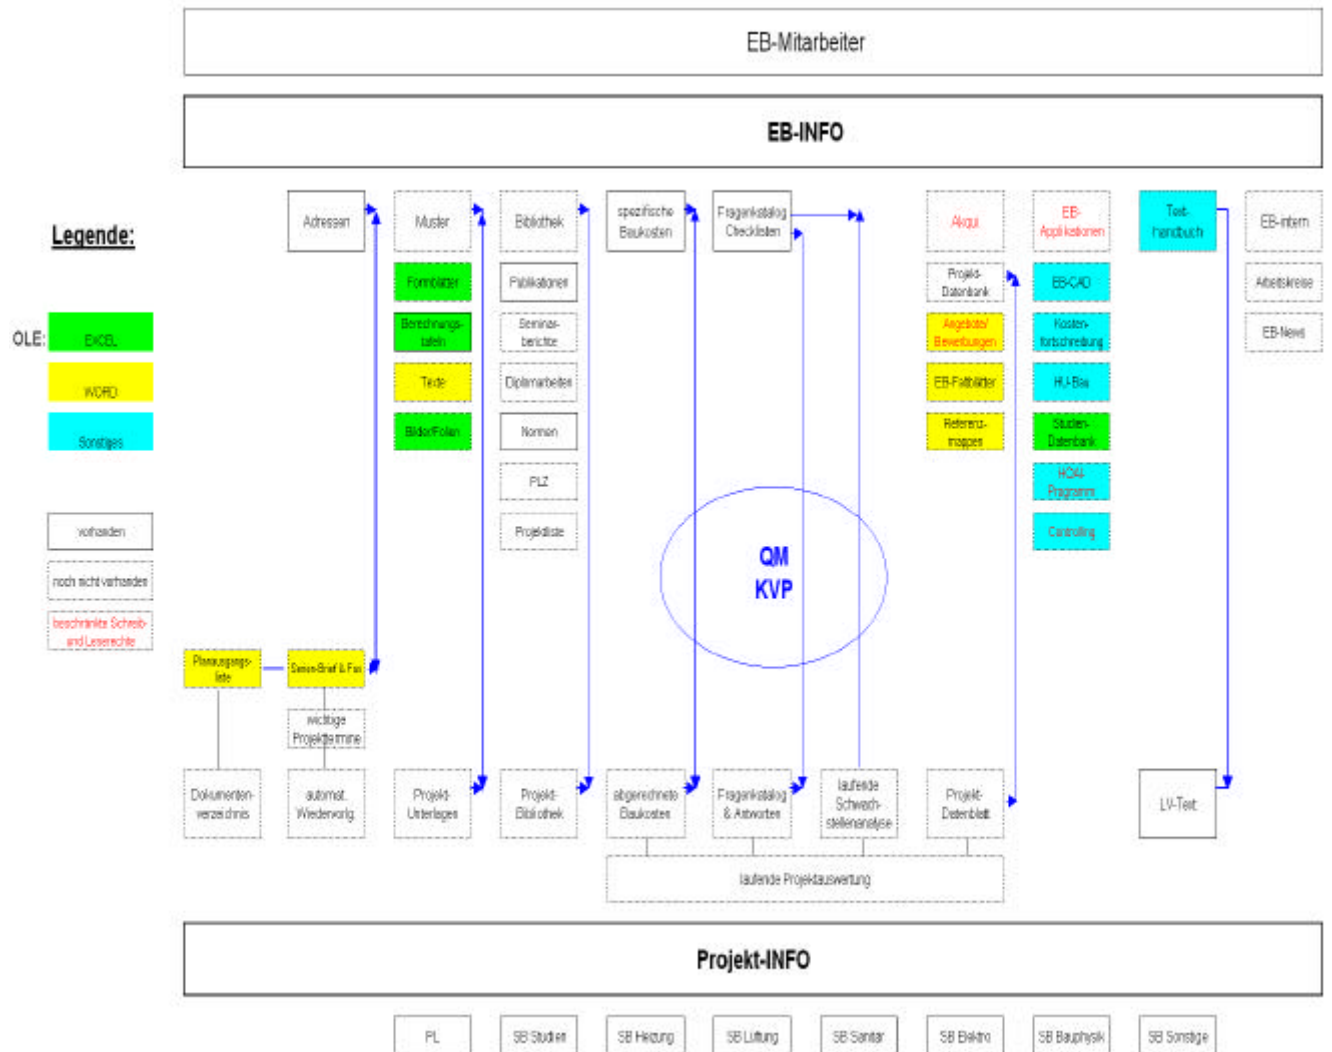 EB-Mitarbeiter
EB-INFO
Legende:
OLE:
EXCEL
WORD
Sonstiges
vorhanden
noch nicht vorhanden
beschränkte Schreib-
und Leserechte
Adressen
Muster
Formblätter
Berechnungs-
tafeln
Texte
Bilder/Folien
Bibliothek
Publikationen
Seminar-
berichte
Diplomarbeiten
Normen
PLZ
Projektliste
spezifische
Baukosten
Fragenkatalog
Checklisten
Akqui
Projekt-
Datenbank
Angebote/
Bewerbungen
EB-Faltblätter
Referenz-
mappen
EB-
Applikationen
EB-CAD
Kosten-
fortschreibung
HU-Bau
Studien-
Datenbank
HOAI-
Programm
Controlling
Text-
handbuch
EB-intern
Arbeitskreise
EB-News
QM
KVP
Planausgangs-
liste
Serien-Brief & Fax
wichtige
Projekttermine
Dokumenten-
verzeichnis
automat.
Wiedervorlg.
Projekt-
Unterlagen
Projekt-
Bibliothek
abgerechnete
Baukosten
Fragenkatalog
& Antworten
laufende
Schwach-
stellenanalyse
Projekt-
Datenblatt
LV-Text
laufende Projektauswertung
Projekt-INFO
PL
SB Studien
SB Heizung
SB Lüftung
SB Sanitär
SB Elektro
SB Bauphysik
SB Sonstige